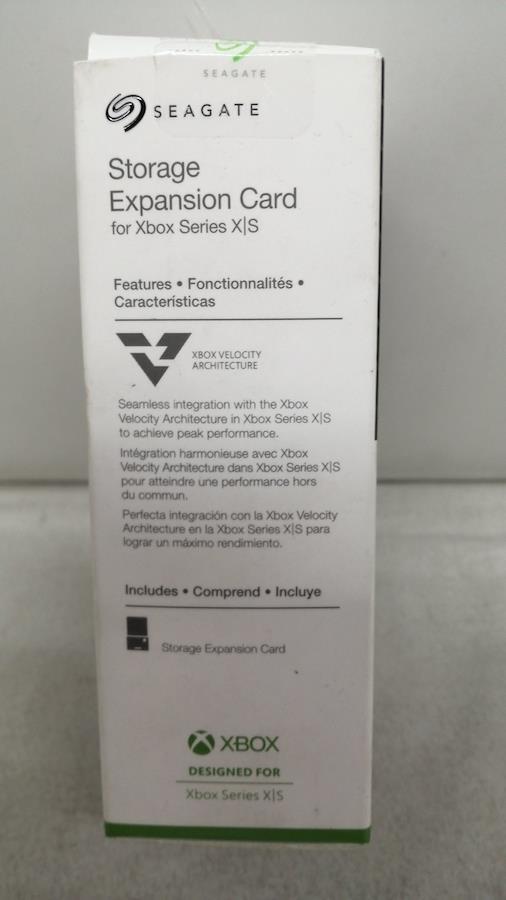 SEAGATE
SEAGATE
Storage
Expansion Card
for Xbox Series X|S
Features • Fonctionnalités •
Características
XBOX VELOCITY
ARCHITECTURE
Seamless integration with the Xbox
Velocity Architecture in Xbox Series X|S
to achieve peak performance.
Intégration harmonieuse avec Xbox
Velocity Architecture dans Xbox Series X|S
pour atteindre une performance hors
du commun.
Perfecta integración con la Xbox Velocity
Architecture en la Xbox Series X|S para
lograr un máximo rendimiento.
Includes • Comprend • Incluye
Storage Expansion Card
XBOX
DESIGNED FOR
Xbox Series X|S